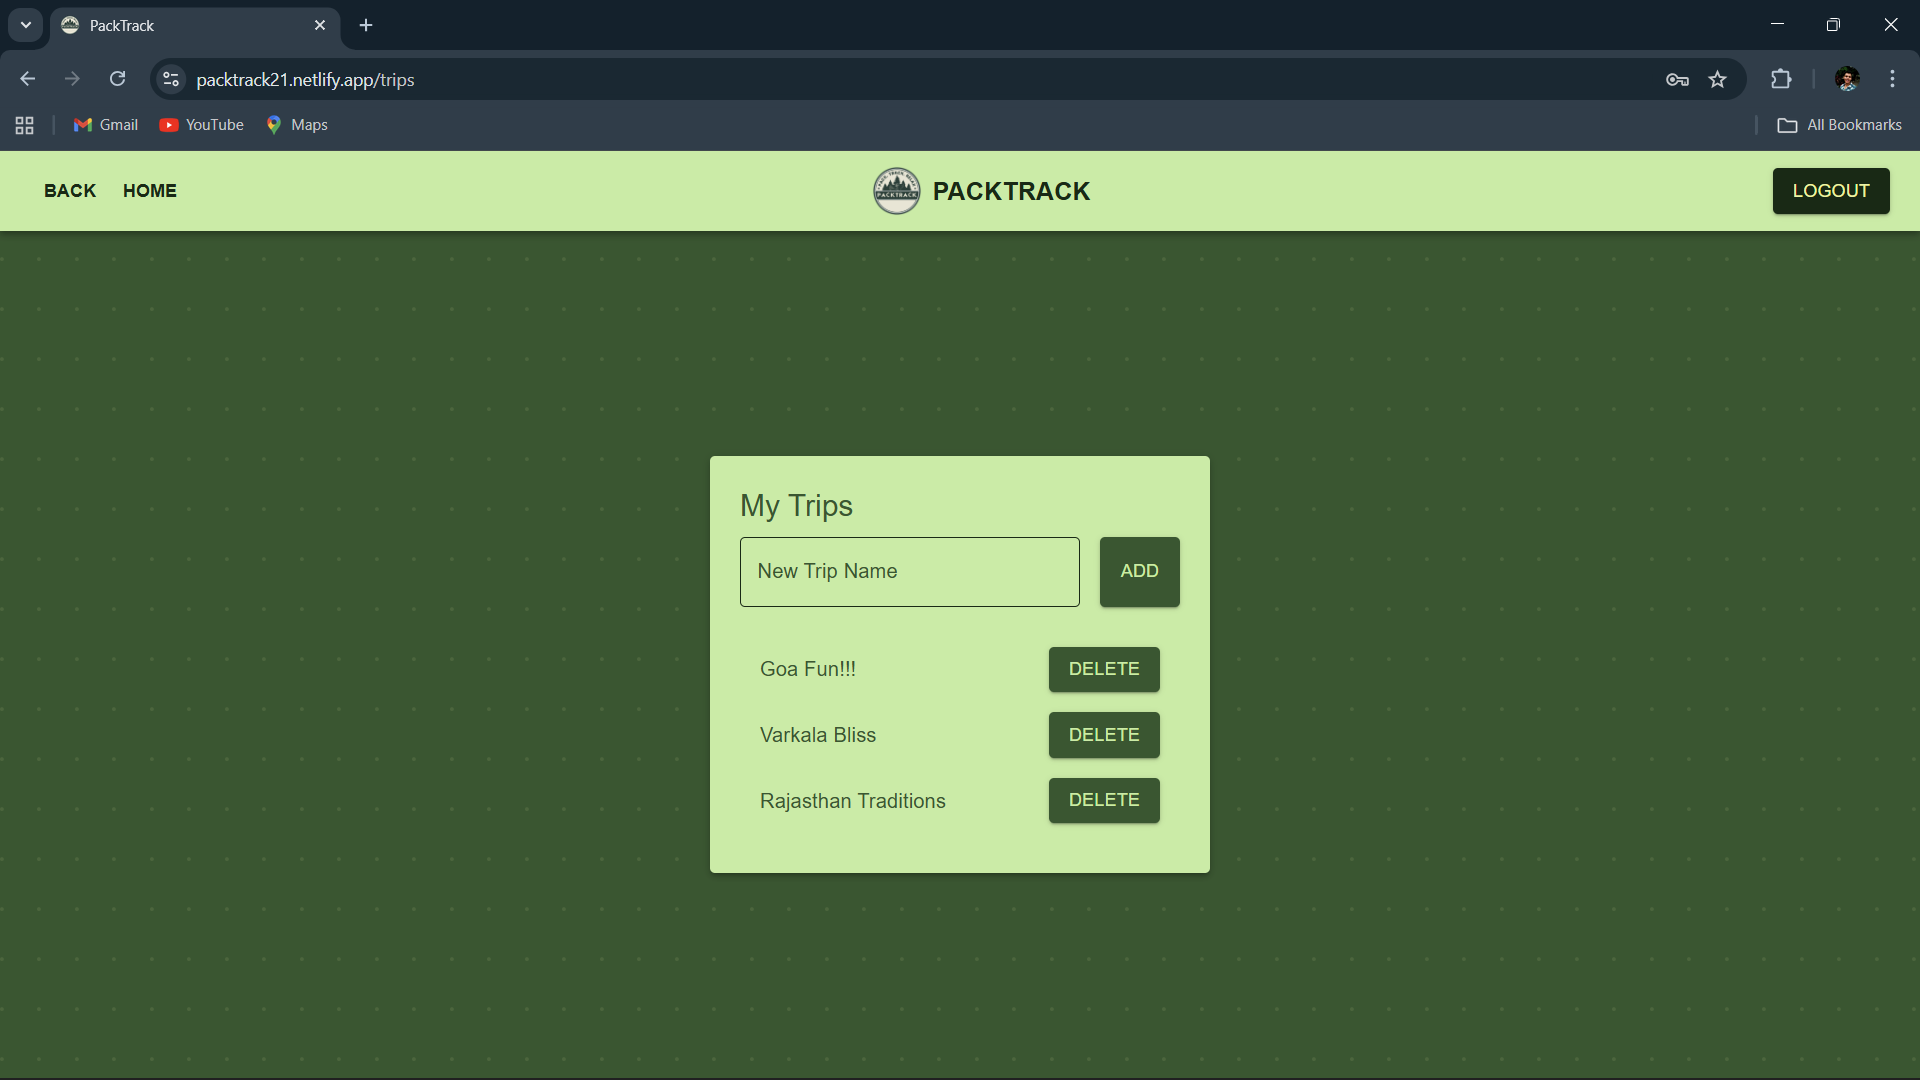 PackTrack
packtrack21.netlify.app/trips
Gmail YouTube Maps All Bookmarks
BACK HOME PACKTRACK LOGOUT
My Trips
New Trip Name ADD
Goa Fun!!! DELETE
Varkala Bliss DELETE
Rajasthan Traditions DELETE